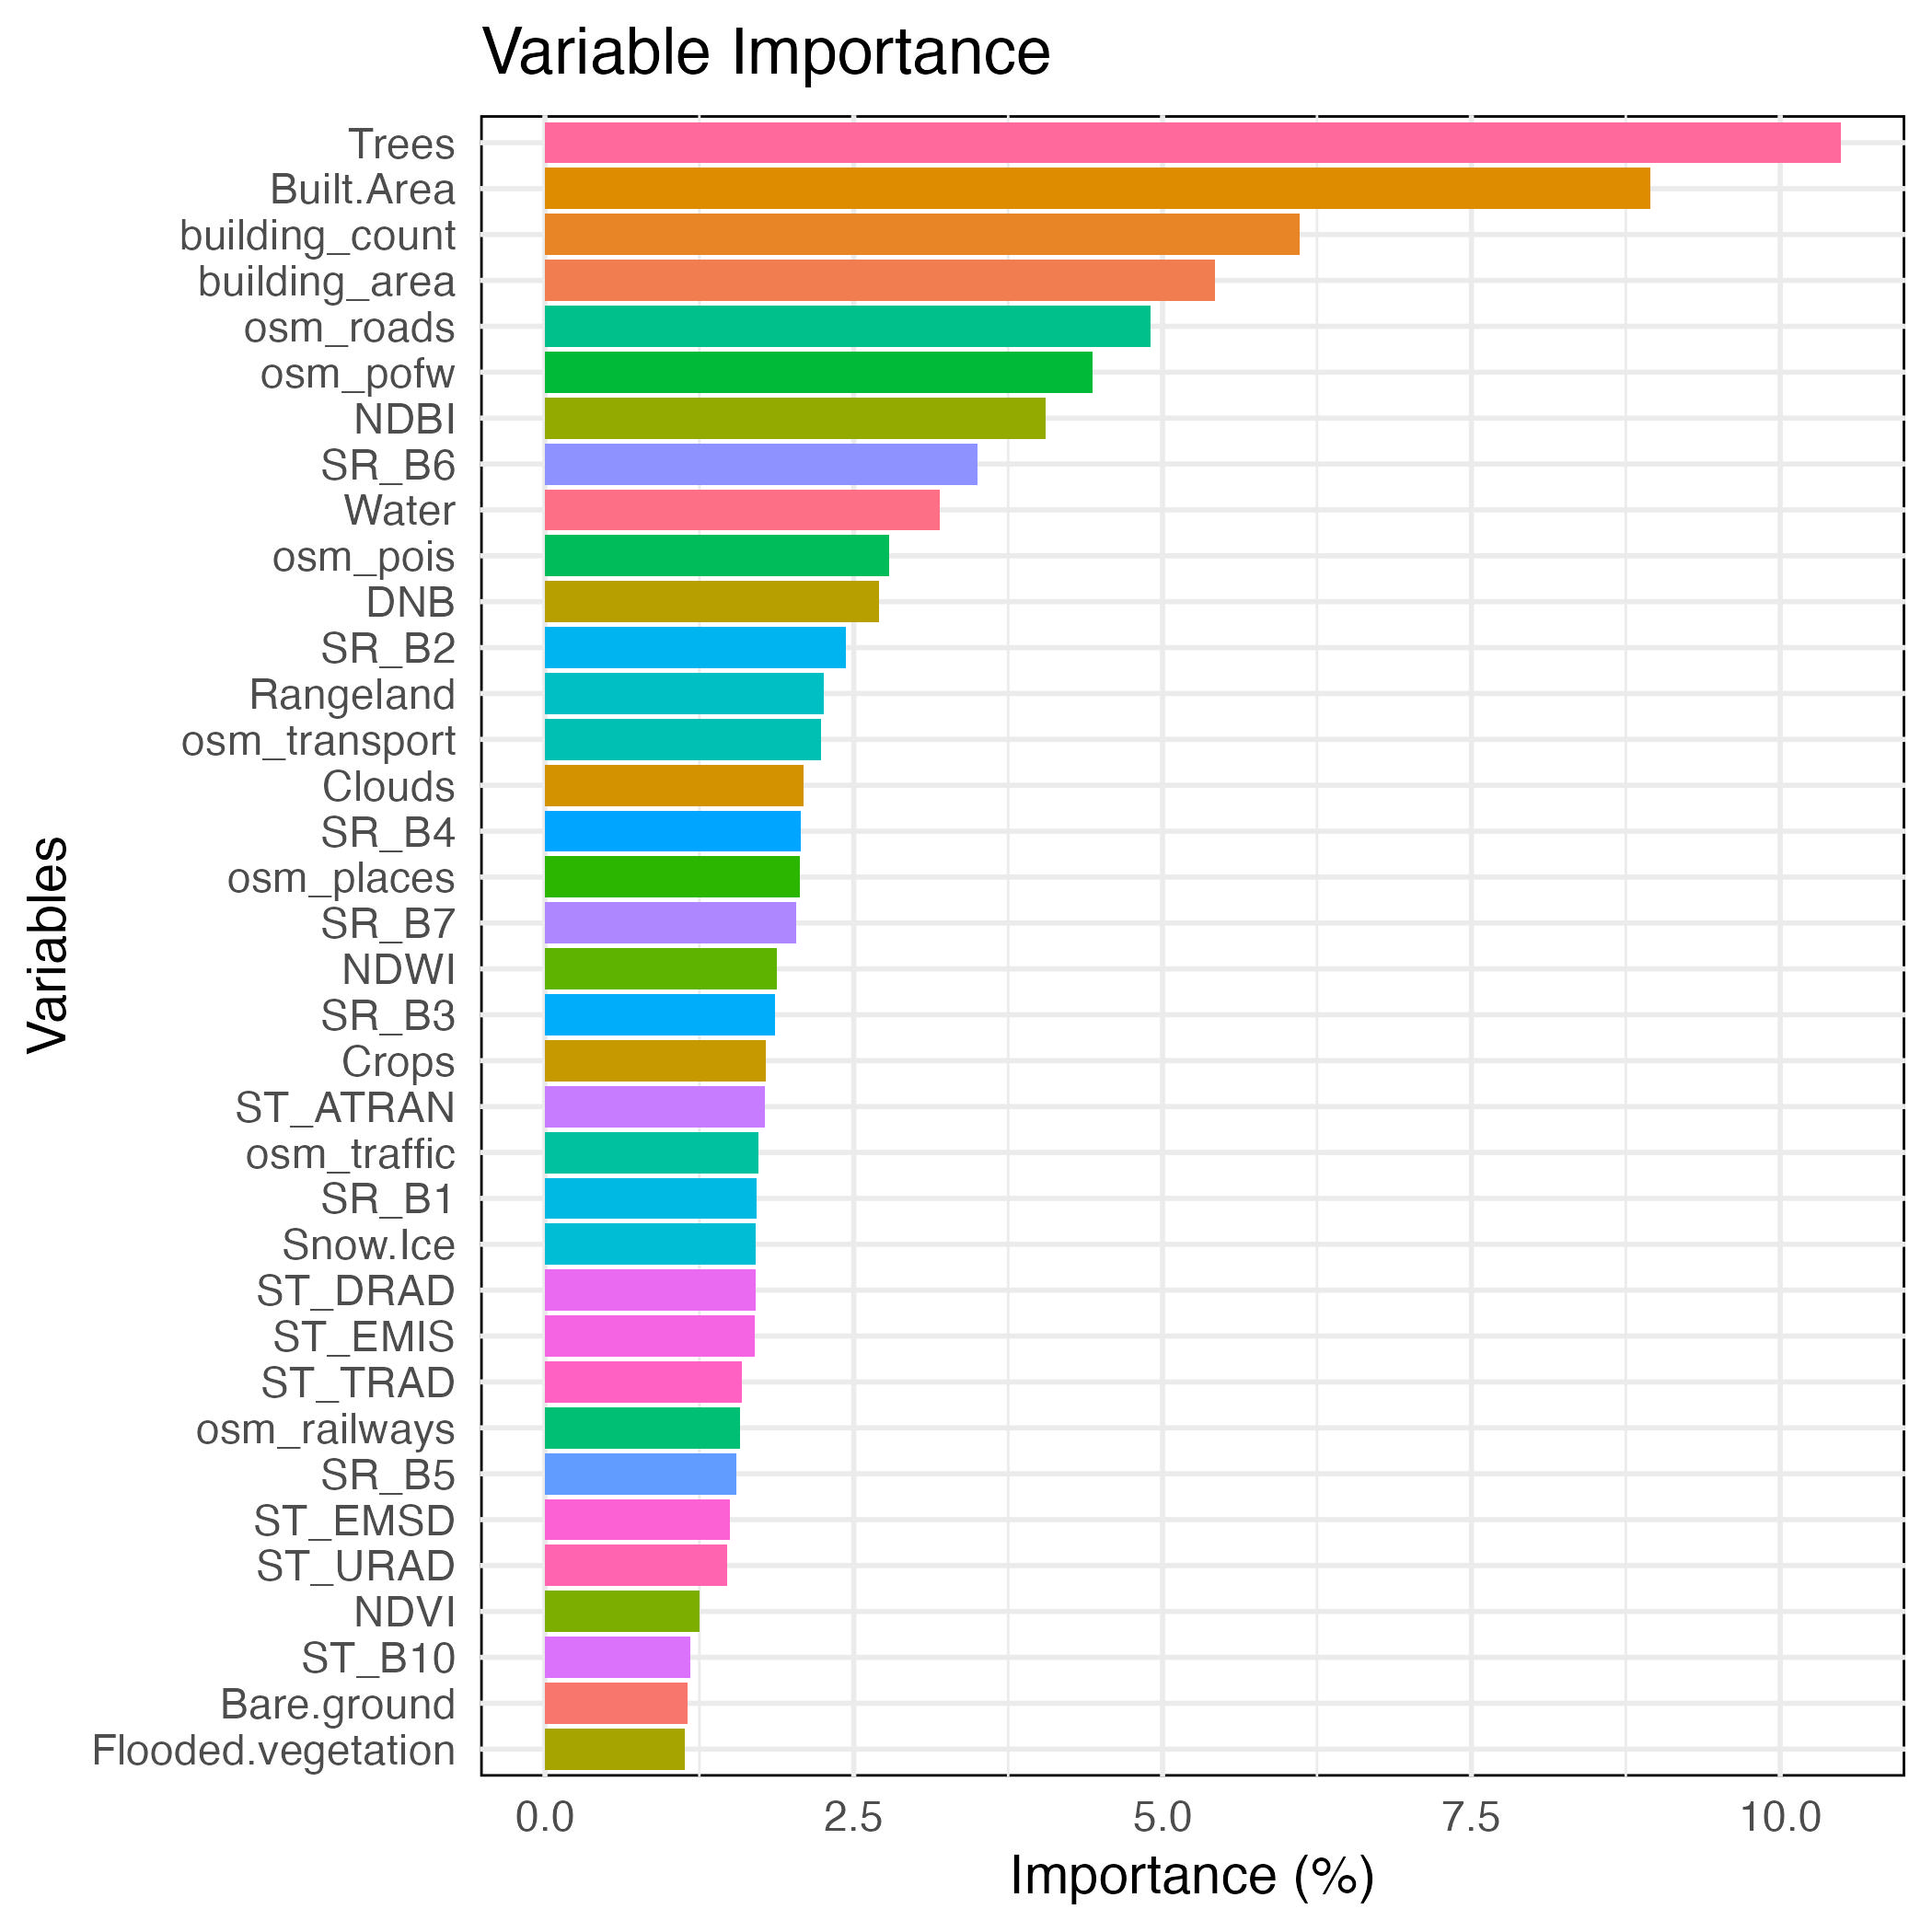 Variable Importance
Trees
Built.Area
building_count
building_area
osm_roads
osm_pofw
NDBI
SR_B6
Water
osm_pois
DNB
SR_B2
Rangeland
osm_transport
Clouds
SR_B4
osm_places
SR_B7
NDWI
SR_B3
Crops
ST_ATRAN
osm_traffic
SR_B1
Snow.Ice
ST_DRAD
ST_EMIS
ST_TRAD
osm_railways
SR_B5
ST_EMSD
ST_URAD
NDVI
ST_B10
Bare.ground
Flooded.vegetation
Variables
0.0 2.5 5.0 7.5 10.0
Importance (%)